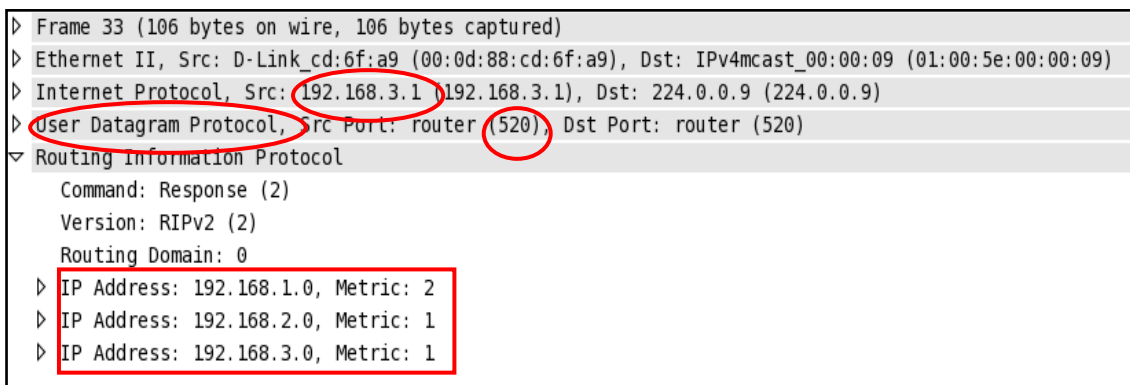 Frame 33 (106 bytes on wire, 106 bytes captured)
Ethernet II, Src: D-Link_cd:6f:a9 (00:0d:88:cd:6f:a9), Dst: IPv4mcast_00:00:09 (01:00:5e:00:00:09)
Internet Protocol, Src: 192.168.3.1 (192.168.3.1), Dst: 224.0.0.9 (224.0.0.9)
User Datagram Protocol, Src Port: router (520), Dst Port: router (520)
Routing Information Protocol
Command: Response (2)
Version: RIPv2 (2)
Routing Domain: 0
IP Address: 192.168.1.0, Metric: 2
IP Address: 192.168.2.0, Metric: 1
IP Address: 192.168.3.0, Metric: 1